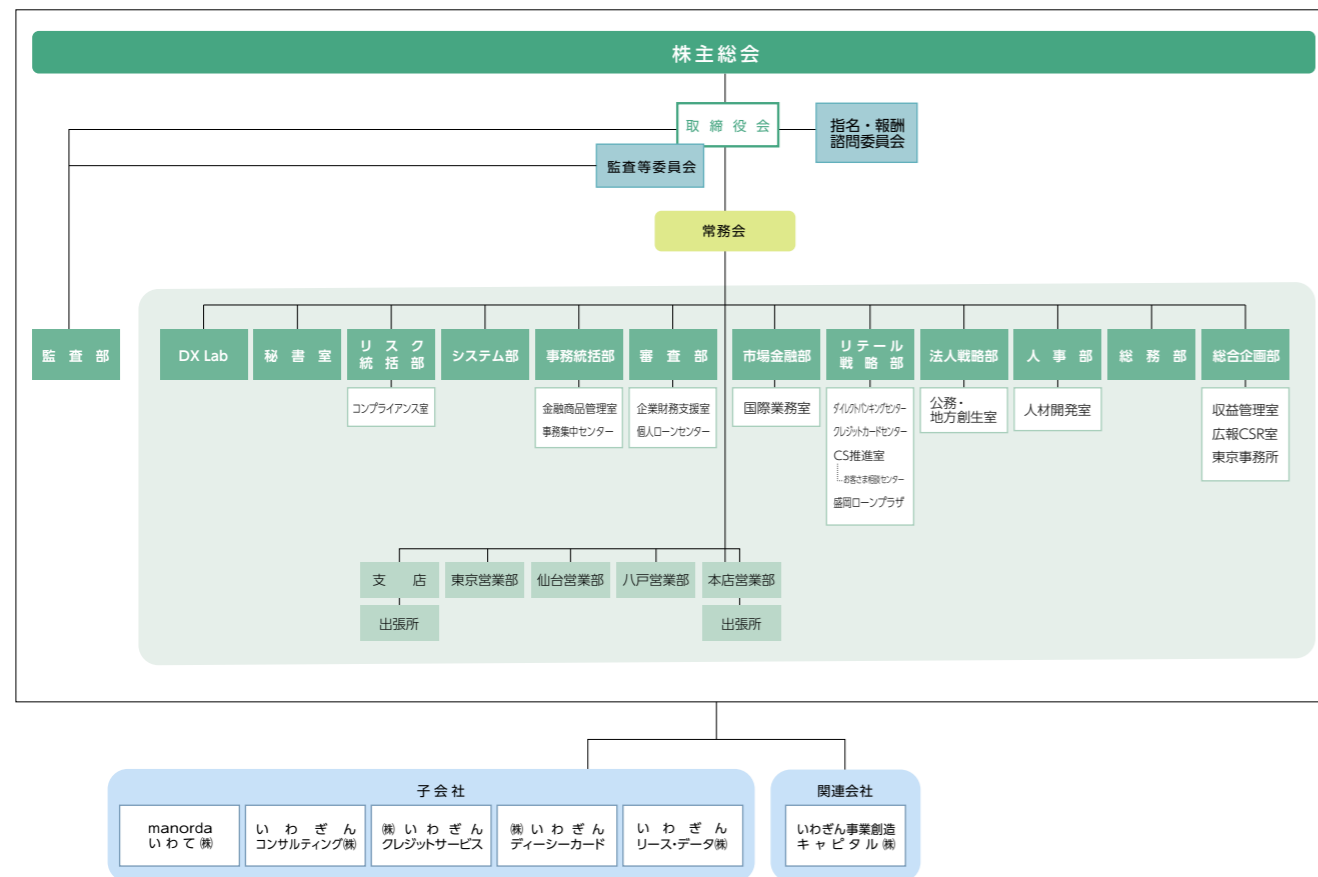 株主総会
取締役会
指名・報酬
諮問委員会
監査等委員会
常務会
監査部
DX Lab
秘書室
リスク
統括部
システム部
事務統括部
審査部
市場金融部
リテール
戦略部
法人戦略部
人事部
総務部
総合企画部
コンプライアンス室
金融商品管理室
事務集中センター
企業財務支援室
個人ローンセンター
国際業務室
ダイレクトバンキングセンター
クレジットカードセンター
CS推進室
お客さま相談センター
盛岡ローンプラザ
公務・
地方創生室
人材開発室
収益管理室
広報CSR室
東京事務所
支店
東京営業部
仙台営業部
八戸営業部
本店営業部
出張所
出張所
子会社
manorda
いわて㈱
いわぎん
コンサルティング㈱
㈱いわぎん
クレジットサービス
㈱いわぎん
ディーシーカード
いわぎん
リース・データ㈱
関連会社
いわぎん事業創造
キャピタル㈱